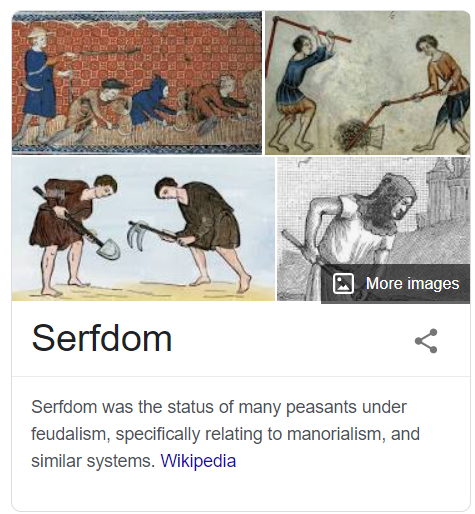 More images
Serfdom
Serfdom was the status of many peasants under
feudalism, specifically relating to manorialism, and
similar systems. Wikipedia